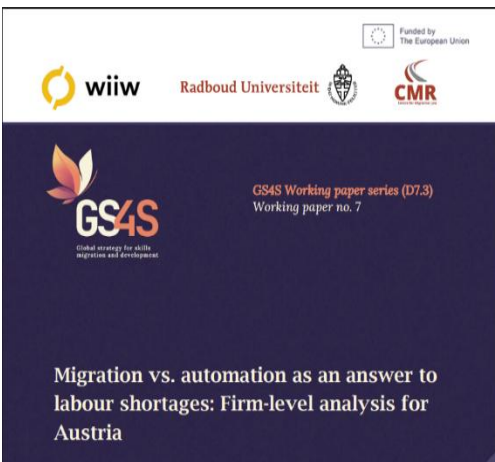 Funded by
The European Union
wiiw
Radboud Universiteit
CMR
GS4S
Global strategy for skills
migration and development
GS4S Working paper series (D7.3)
Working paper no. 7
Migration vs. automation as an answer to
labour shortages: Firm-level analysis for
Austria